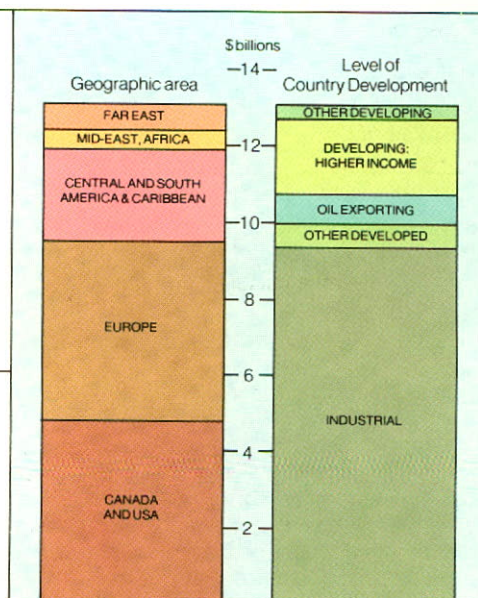 $ billions
Geographic area
Level of
Country Development
14
12
10
8
6
4
2
FAR EAST
MID-EAST, AFRICA
CENTRAL AND SOUTH
AMERICA & CARIBBEAN
EUROPE
CANADA
AND USA
OTHER DEVELOPING
DEVELOPING:
HIGHER INCOME
OIL EXPORTING
OTHER DEVELOPED
INDUSTRIAL